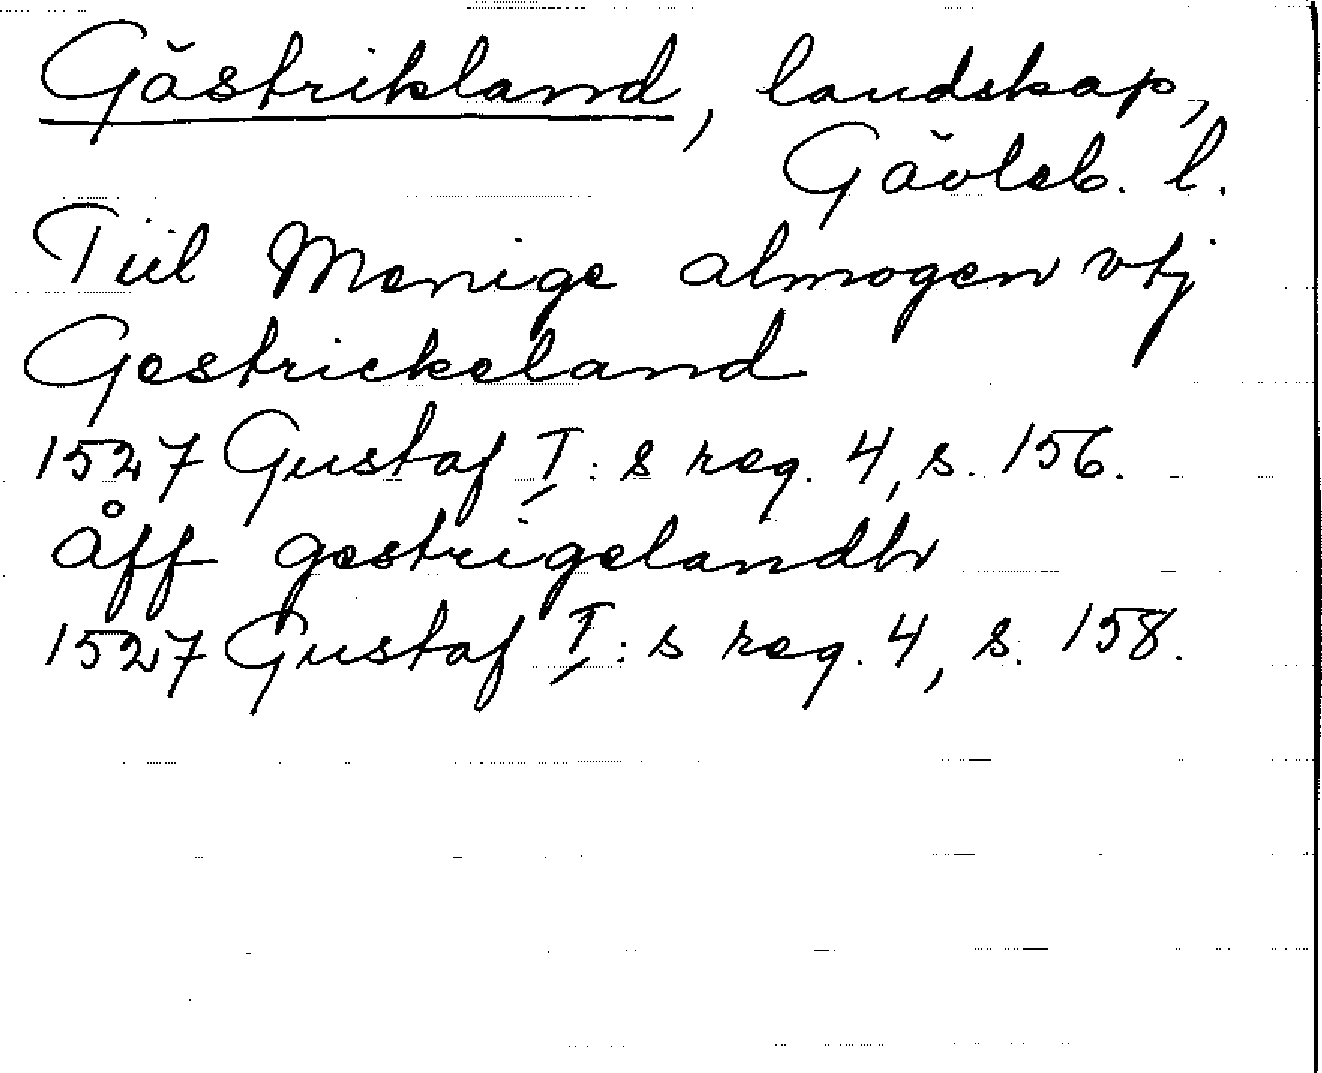 Gästrikland, landskap,
Gävleb. l.
Tiil Menige almogen vtj
Gestrickeland
1527 Gustaf I:s reg. 4, s. 156.
åff gestrigelandh
1527 Gustaf I:s reg. 4, s. 158.